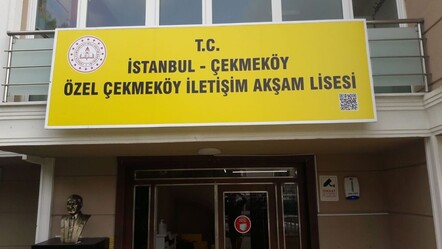 T.C.
İSTANBUL - ÇEKMEKÖY
ÖZEL ÇEKMEKÖY İLETİŞİM AKŞAM LİSESİ